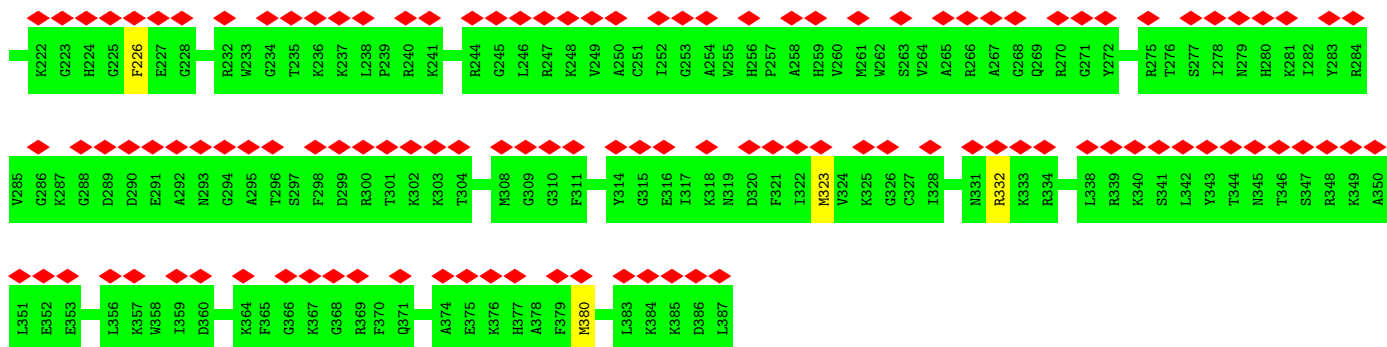 K222 G223 H224 G225 F226 E227 G228 R232 W233 G234 T235 K236 K237 L238 P239 R240 K241 R244 G245 L246 R247 K248 V249 A250 C251 I252 G253 A254 W255 H256 P257 A258 H259 V260 M261 W262 S263 V264 A265 R266 A267 G268 Q269 R270 G271 Y272 R275 T276 S277 I278 N279 H280 K281 I282 Y283 R284
V285 G286 K287 G288 D289 D290 E291 A292 N293 G294 A295 T296 S297 F298 D299 R300 T301 K302 K303 T304 M308 G309 G310 F311 Y314 G315 E316 I317 K318 N319 D320 F321 I322 M323 V324 K325 G326 C327 I328 N331 R332 K333 R334 L338 R339 K340 S341 L342 Y343 T344 N345 T346 S347 R348 K349 A350
L351 E352 E353 L356 K357 W358 I359 D360 K364 F365 G366 K367 G368 R369 F370 Q371 A374 E375 K376 H377 A378 F379 M380 L383 K384 K385 D386 L387